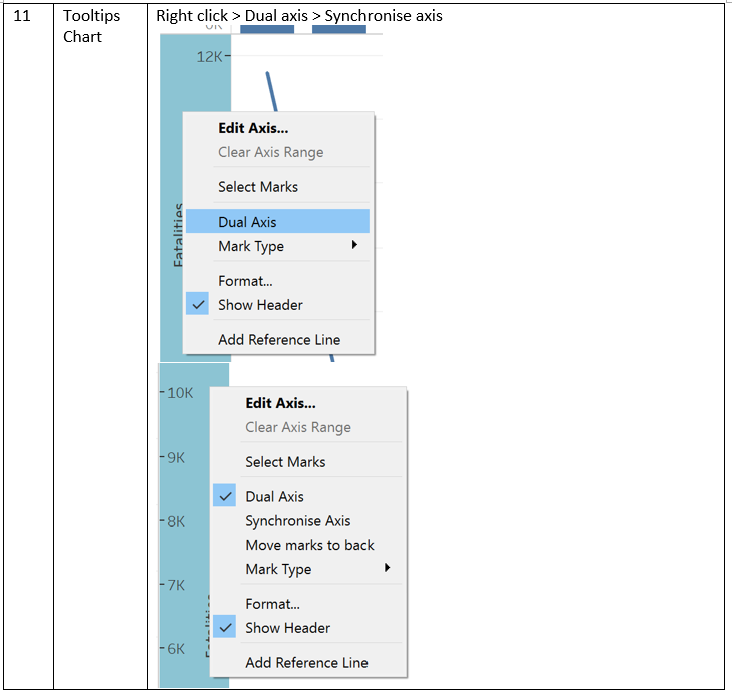 11
Tooltips
Chart
Right click > Dual axis > Synchronise axis
12K
Fatalities
Edit Axis...
Clear Axis Range
Select Marks
Dual Axis
Mark Type
Format...
Show Header
Add Reference Line
10K
9K
8K
7K
6K
Edit Axis...
Clear Axis Range
Select Marks
Dual Axis
Synchronise Axis
Move marks to back
Mark Type
Format...
Show Header
Add Reference Line